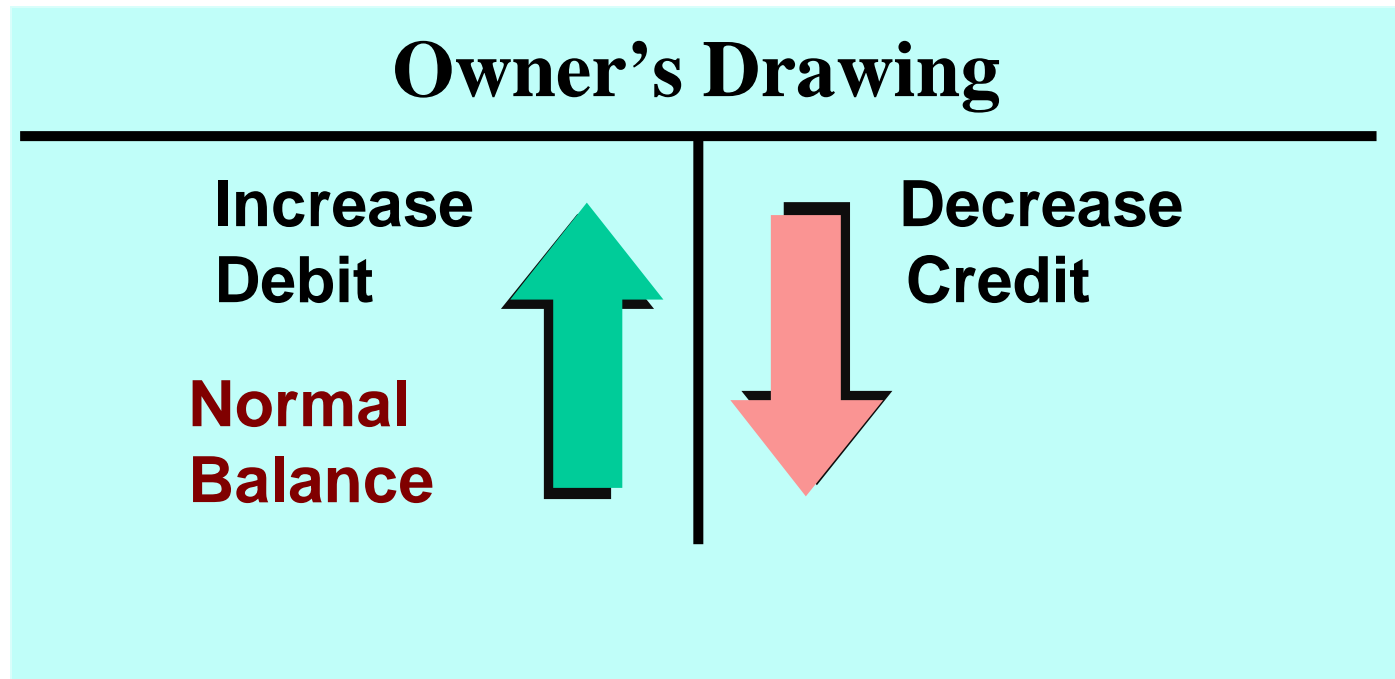 Owner’s Drawing
Increase
Debit
Normal
Balance
Decrease
Credit